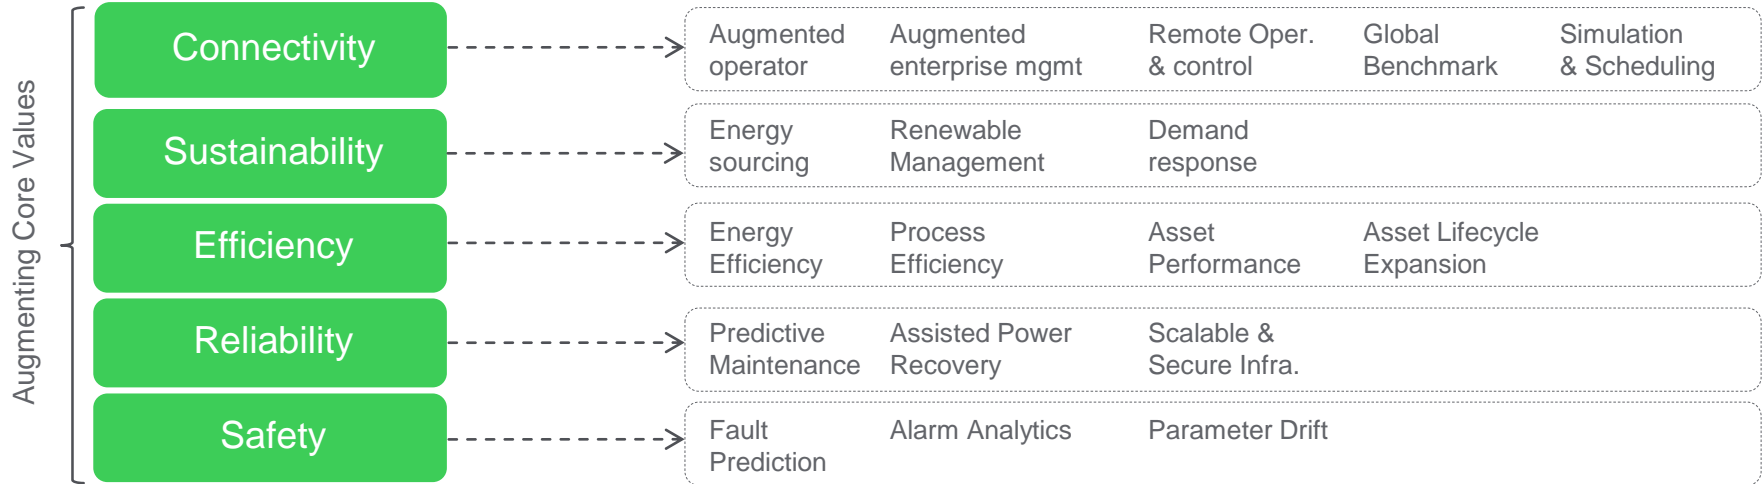 Augmenting Core Values
Connectivity
Augmented
operator
Augmented
enterprise mgmt
Remote Oper.
& control
Global
Benchmark
Simulation
& Scheduling
Sustainability
Energy
sourcing
Renewable
Management
Demand
response
Efficiency
Energy
Efficiency
Process
Efficiency
Asset
Performance
Asset Lifecycle
Expansion
Reliability
Predictive
Maintenance
Assisted Power
Recovery
Scalable &
Secure Infra.
Safety
Fault
Prediction
Alarm Analytics
Parameter Drift